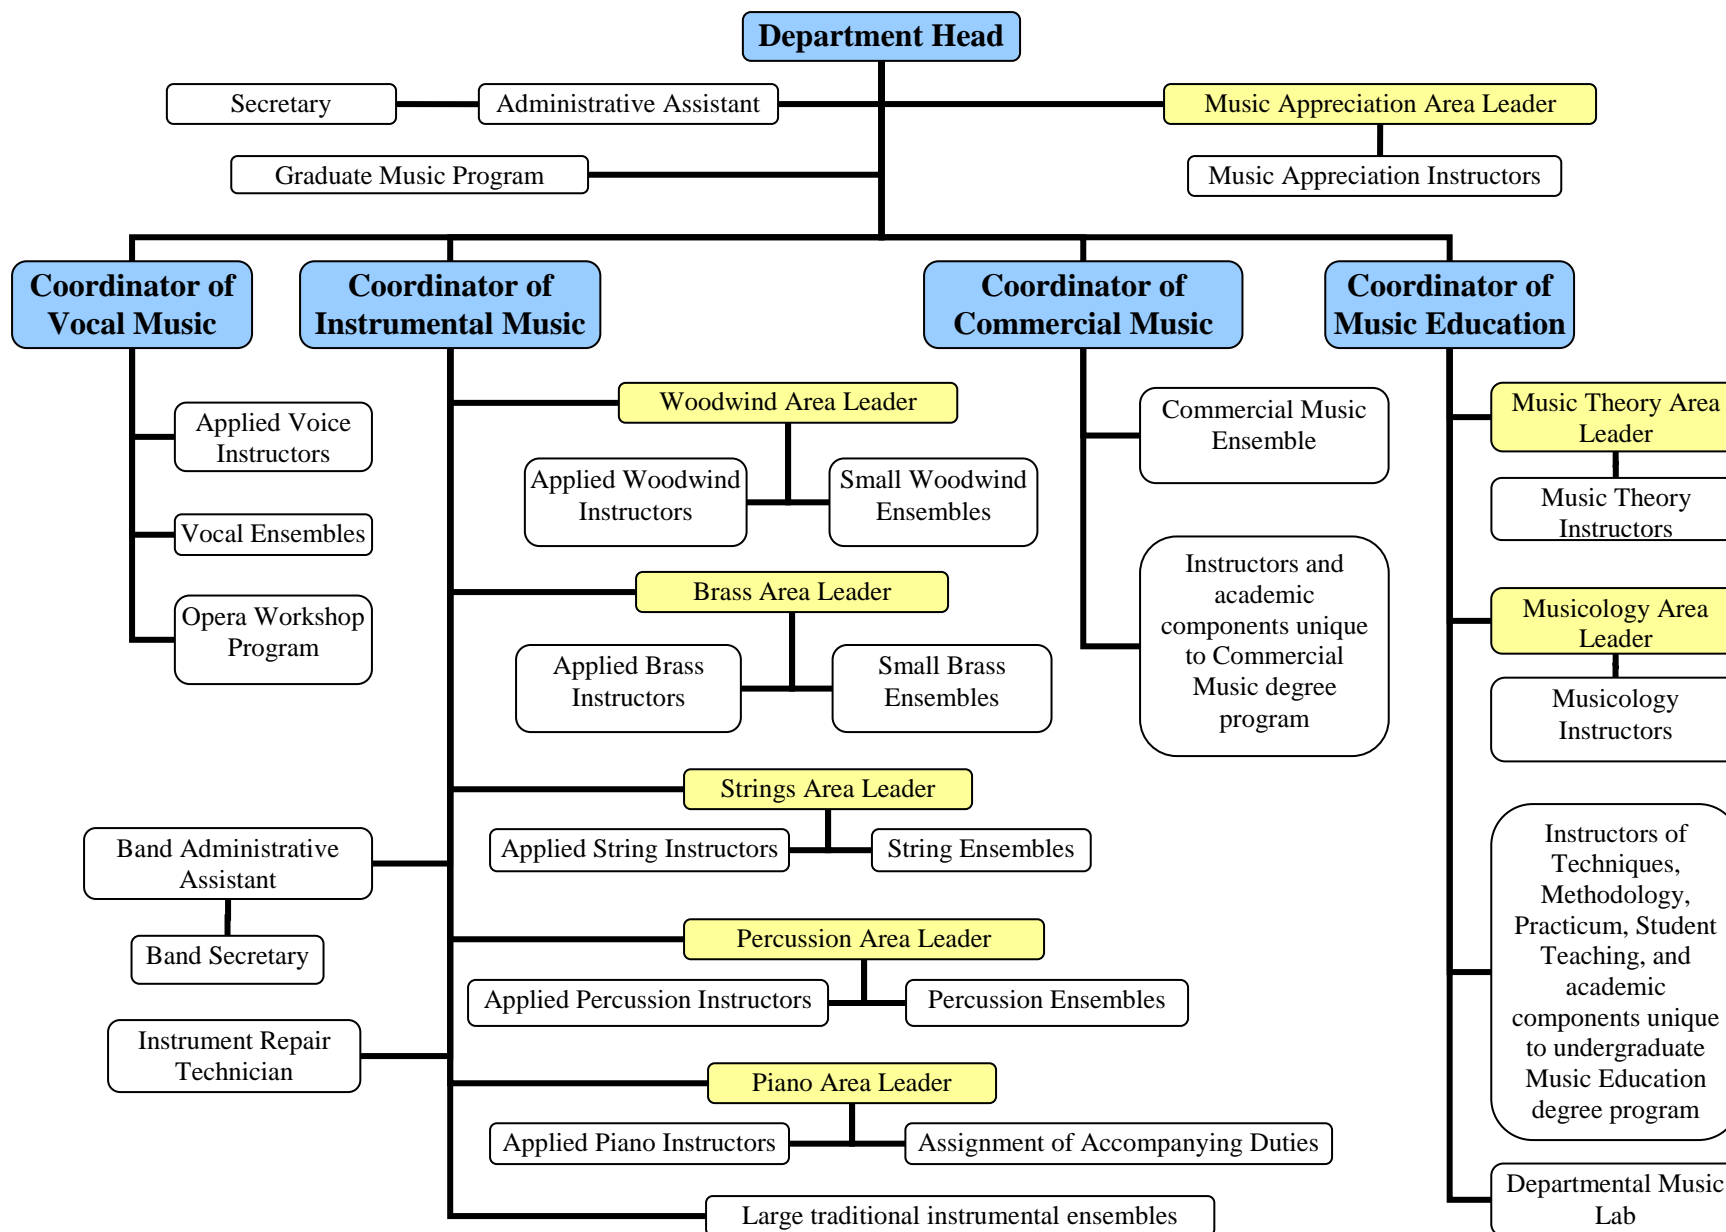 Department Head
Secretary
Administrative Assistant
Music Appreciation Area Leader
Graduate Music Program
Music Appreciation Instructors
Coordinator of
Vocal Music
Coordinator of
Instrumental Music
Coordinator of
Commercial Music
Coordinator of
Music Education
Applied Voice
Instructors
Vocal Ensembles
Opera Workshop
Program
Woodwind Area Leader
Applied Woodwind
Instructors
Small Woodwind
Ensembles
Brass Area Leader
Applied Brass
Instructors
Small Brass
Ensembles
Strings Area Leader
Applied String Instructors
String Ensembles
Band Administrative
Assistant
Band Secretary
Percussion Area Leader
Applied Percussion Instructors
Percussion Ensembles
Instrument Repair
Technician
Piano Area Leader
Applied Piano Instructors
Assignment of Accompanying Duties
Large traditional instrumental ensembles
Commercial Music
Ensemble
Instructors and
academic
components unique
to Commercial
Music degree
program
Music Theory Area
Leader
Music Theory
Instructors
Musicology Area
Leader
Musicology
Instructors
Instructors of
Techniques,
Methodology,
Practicum, Student
Teaching, and
academic
components unique
to undergraduate
Music Education
degree program
Departmental Music
Lab